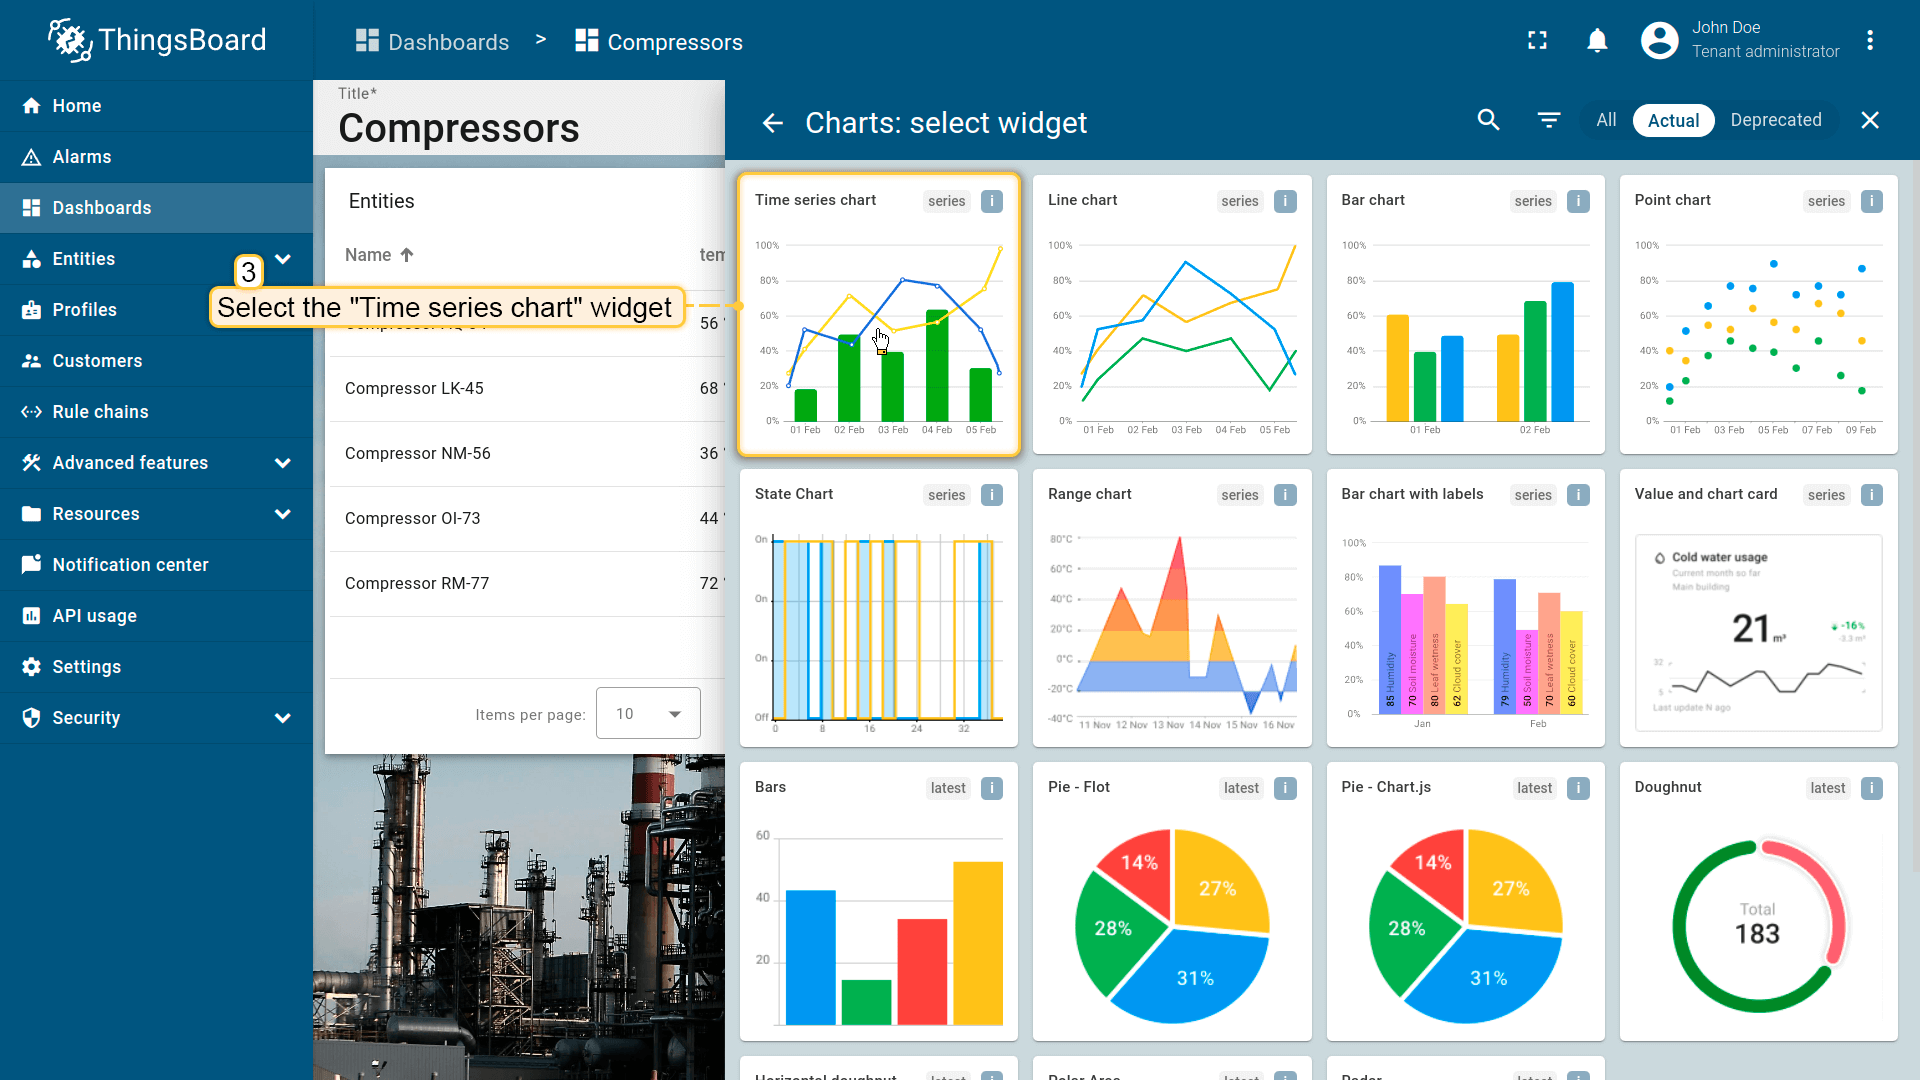 ThingsBoard
Dashboards > Compressors
John Doe
Tenant administrator
Home
Alarms
Dashboards
Entities
Profiles
Customers
Rule chains
Advanced features
Resources
Notification center
API usage
Settings
Security
Title*
Compressors
Entities
Name
3
Select the "Time series chart" widget
56
Compressor LK-45 68
Compressor NM-56 36
Compressor OI-73 44
Compressor RM-77 72
Items per page: 10
Charts: select widget
All Actual Deprecated
Time series chart series i
100%
80%
60%
40%
20%
0%
01 Feb 02 Feb 03 Feb 04 Feb 05 Feb
Line chart series i
100%
80%
60%
40%
20%
0%
01 Feb 02 Feb 03 Feb 04 Feb 05 Feb
Bar chart series i
100%
80%
60%
40%
20%
0%
01 Feb 02 Feb
Point chart series i
100%
80%
60%
40%
20%
0%
01 Feb 03 Feb 05 Feb 07 Feb 09 Feb
State Chart series i
On
On
On
Off
0 8 16 24 32
Range chart series i
80°C
60°C
40°C
20°C
0°C
-20°C
-40°C
11 Nov 12 Nov 13 Nov 14 Nov 15 Nov 16 Nov
Bar chart with labels series i
100%
80%
60%
40%
20%
0%
85 Humidity
70 Soil moisture
80 Leaf wetness
62 Cloud cover
79 Humidity
50 Soil moisture
70 Leaf wetness
60 Cloud cover
Jan Feb
Value and chart card series i
Cold water usage
Current month so far
Main building
21 m³
-16%
-3.3 m³
32
5
Last update N ago
Bars latest i
60
40
20
Pie - Flot latest i
14%
27%
28%
31%
Pie - Chart.js latest i
14%
27%
28%
31%
Doughnut latest i
Total
183
Horizontal doughnut latest
Polar Area latest
Radar latest